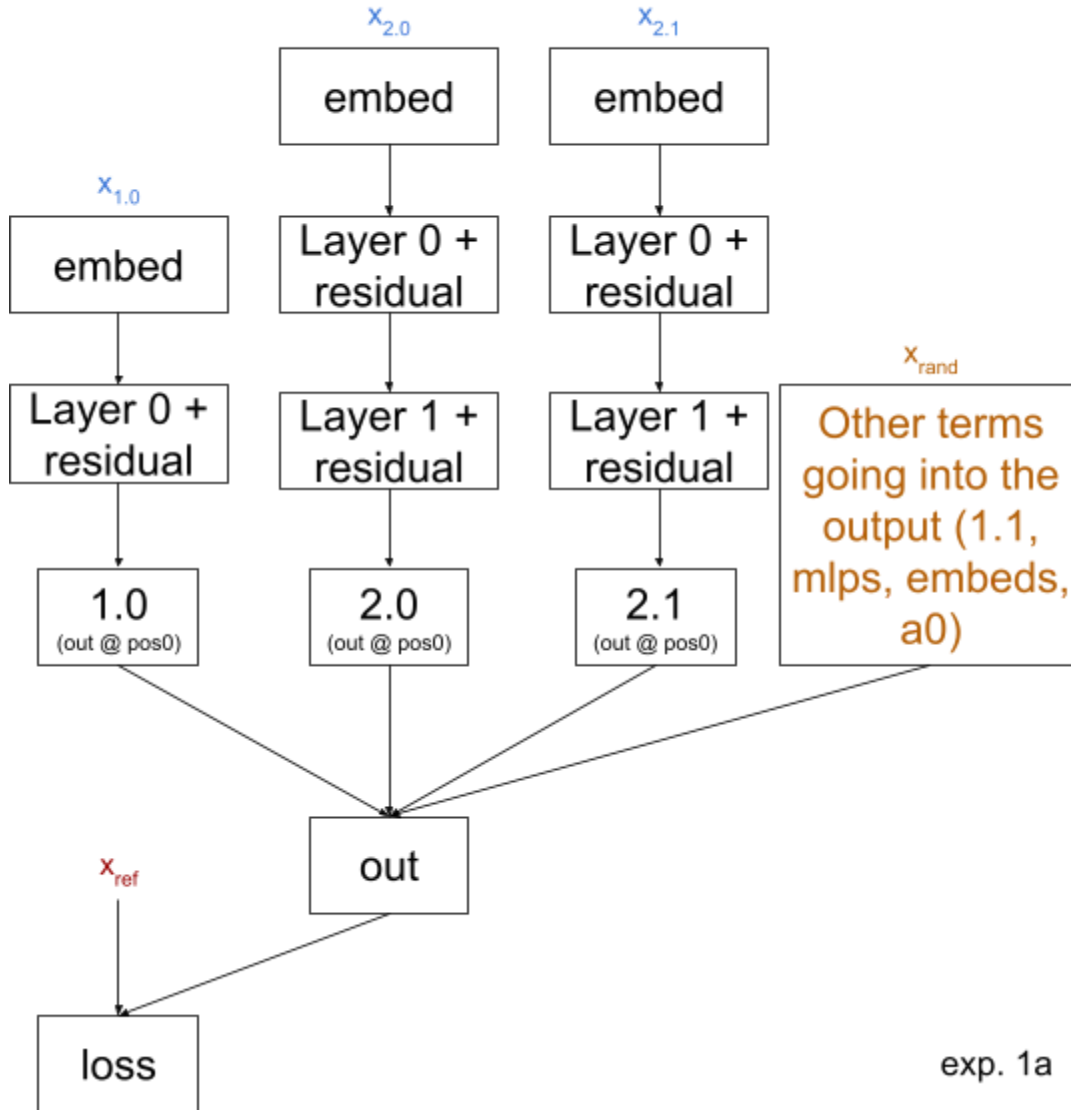 x2.0
x2.1
embed
embed
x1.0
embed
Layer 0 +
residual
Layer 0 +
residual
xrand
Layer 0 +
residual
Layer 1 +
residual
Layer 1 +
residual
Other terms
going into the
output (1.1,
mlps, embeds,
a0)
1.0
(out @ pos0)
2.0
(out @ pos0)
2.1
(out @ pos0)
out
xref
loss
exp. 1a